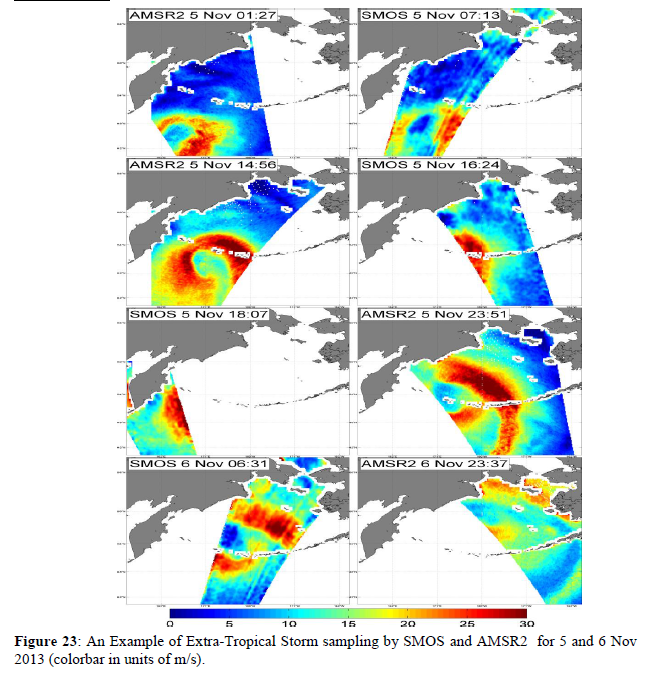 AMSR2 5 Nov 01:27
SMOS 5 Nov 07:13
AMSR2 5 Nov 14:56
SMOS 5 Nov 16:24
SMOS 5 Nov 18:07
AMSR2 5 Nov 23:51
SMOS 6 Nov 06:31
AMSR2 6 Nov 23:37
0 5 10 15 20 25 30
Figure 23: An Example of Extra-Tropical Storm sampling by SMOS and AMSR2 for 5 and 6 Nov
2013 (colorbar in units of m/s).